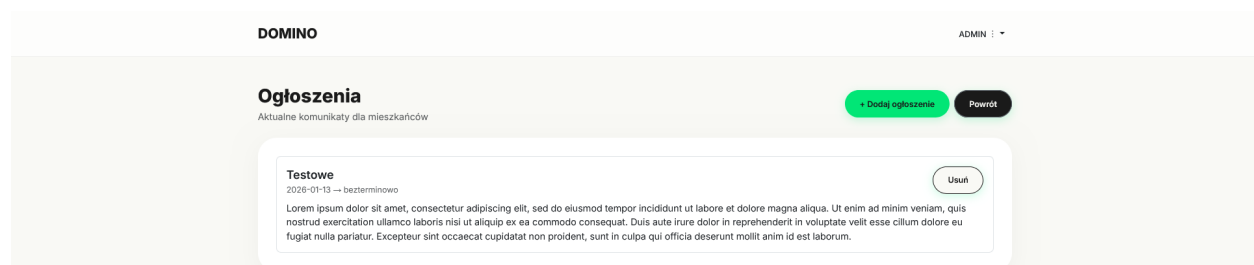 DOMINO
ADMIN ⋮
Ogłoszenia
+ Dodaj ogłoszenie
Powrót
Aktualne komunikaty dla mieszkańców
Testowe
Usuń
2026-01-13 → bezterminowo
Lorem ipsum dolor sit amet, consectetur adipiscing elit, sed do eiusmod tempor incididunt ut labore et dolore magna aliqua. Ut enim ad minim veniam, quis
nostrud exercitation ullamco laboris nisi ut aliquip ex ea commodo consequat. Duis aute irure dolor in reprehenderit in voluptate velit esse cillum dolore eu
fugiat nulla pariatur. Excepteur sint occaecat cupidatat non proident, sunt in culpa qui officia deserunt mollit anim id est laborum.